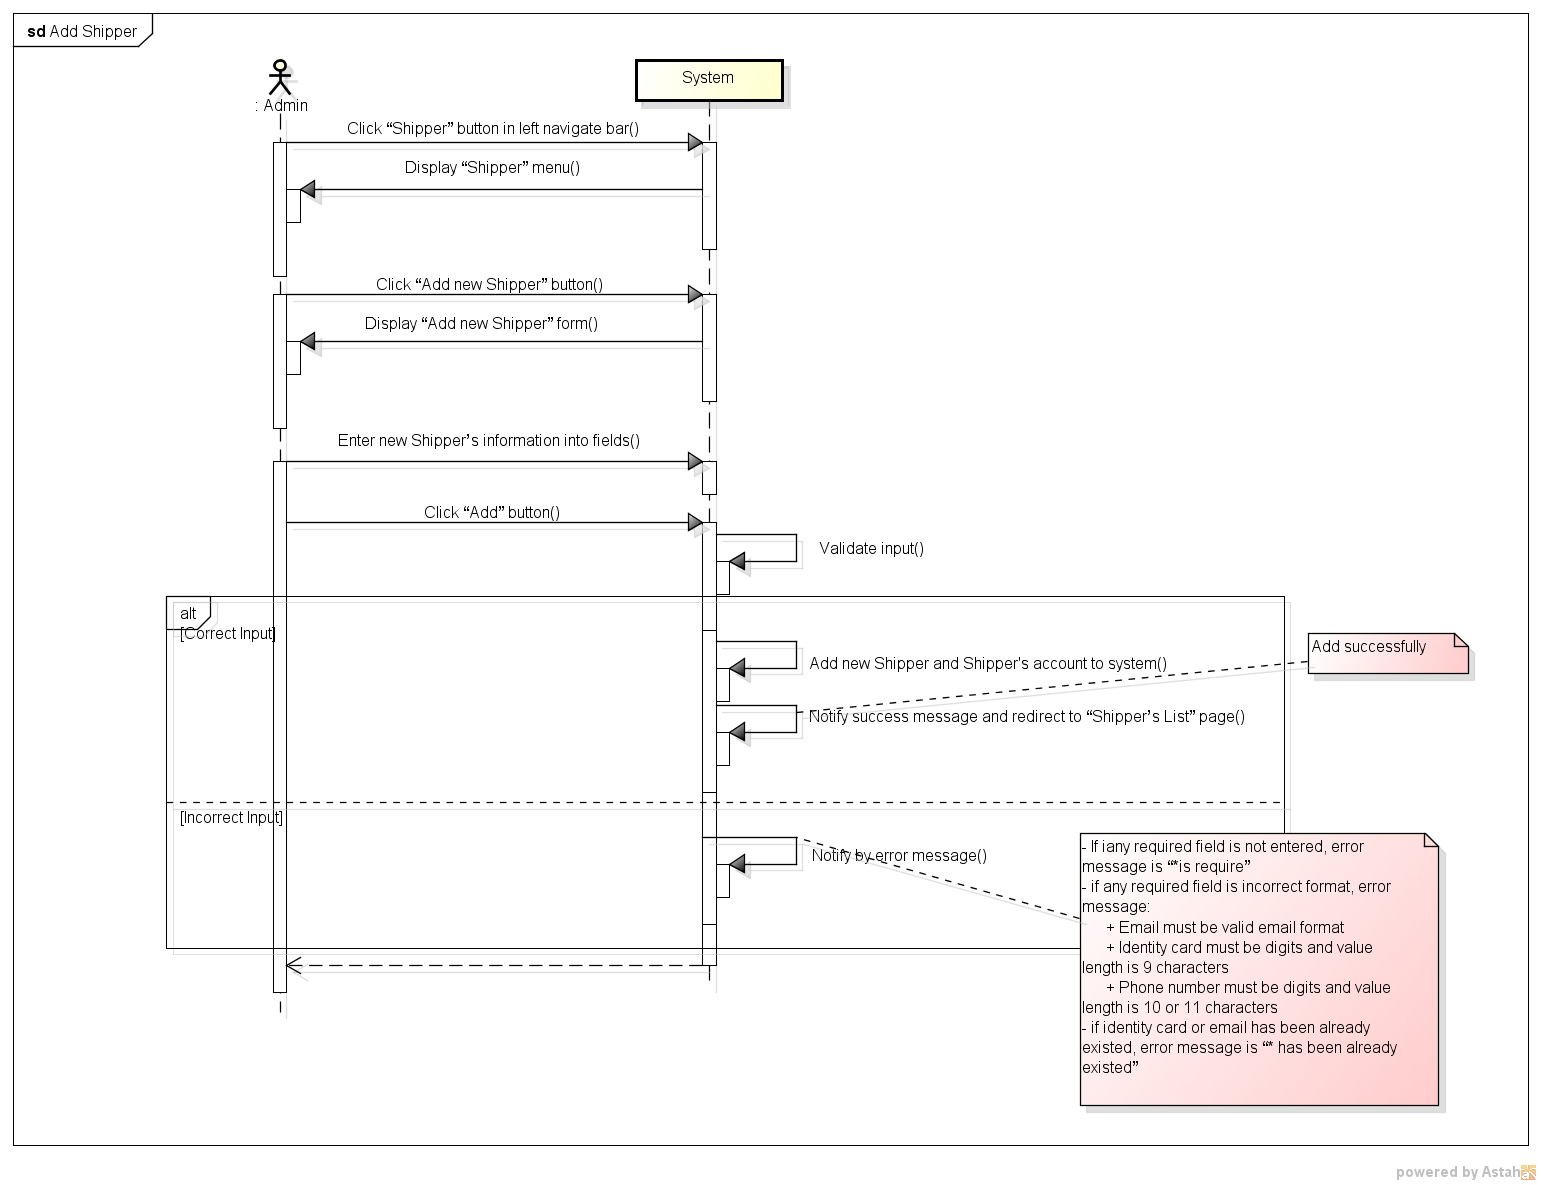 sd Add Shipper
: Admin
System
Click “Shipper” button in left navigate bar()
Display “Shipper” menu()
Click “Add new Shipper” button()
Display “Add new Shipper” form()
Enter new Shipper’s information into fields()
Click “Add” button()
Validate input()
alt
[Correct Input]
Add successfully
Add new Shipper and Shipper's account to system()
Notify success message and redirect to “Shipper’s List” page()
[Incorrect Input]
Notify by error message()
- If iany required field is not entered, error
message is “*is require”
- if any required field is incorrect format, error
message:
+ Email must be valid email format
+ Identity card must be digits and value
length is 9 characters
+ Phone number must be digits and value
length is 10 or 11 characters
- if identity card or email has been already
existed, error message is “* has been already
existed”
powered by Astah